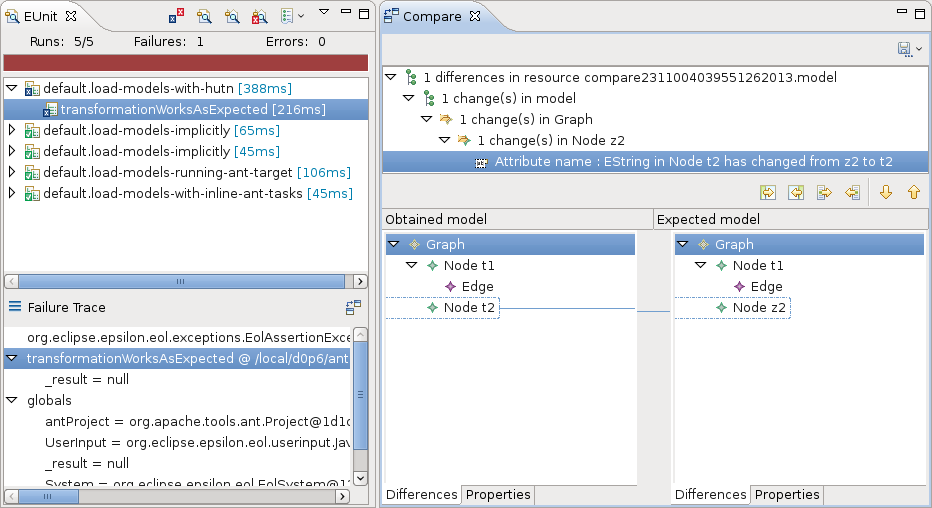 EUnit
Runs: 5/5 Failures: 1 Errors: 0
default.load-models-with-hutn [388ms]
transformationWorksAsExpected [216ms]
default.load-models-implicitly [65ms]
default.load-models-implicitly [45ms]
default.load-models-running-ant-target [106ms]
default.load-models-with-inline-ant-tasks [45ms]
Failure Trace
org.eclipse.epsilon.eol.exceptions.EolAssertionExce
transformationWorksAsExpected @ /local/d0p6/ant
_result = null
globals
antProject = org.apache.tools.ant.Project@1d1c
UserInput = org.eclipse.epsilon.eol.userinput.Jav
_result = null
System = org.eclipse.epsilon.eol.EolSystem@1
Compare
1 differences in resource compare2311004039551262013.model
1 change(s) in model
1 change(s) in Graph
1 change(s) in Node z2
Attribute name : EString in Node t2 has changed from z2 to t2
Obtained model
Graph
Node t1
Edge
Node t2
Differences Properties
Expected model
Graph
Node t1
Edge
Node z2
Differences Properties